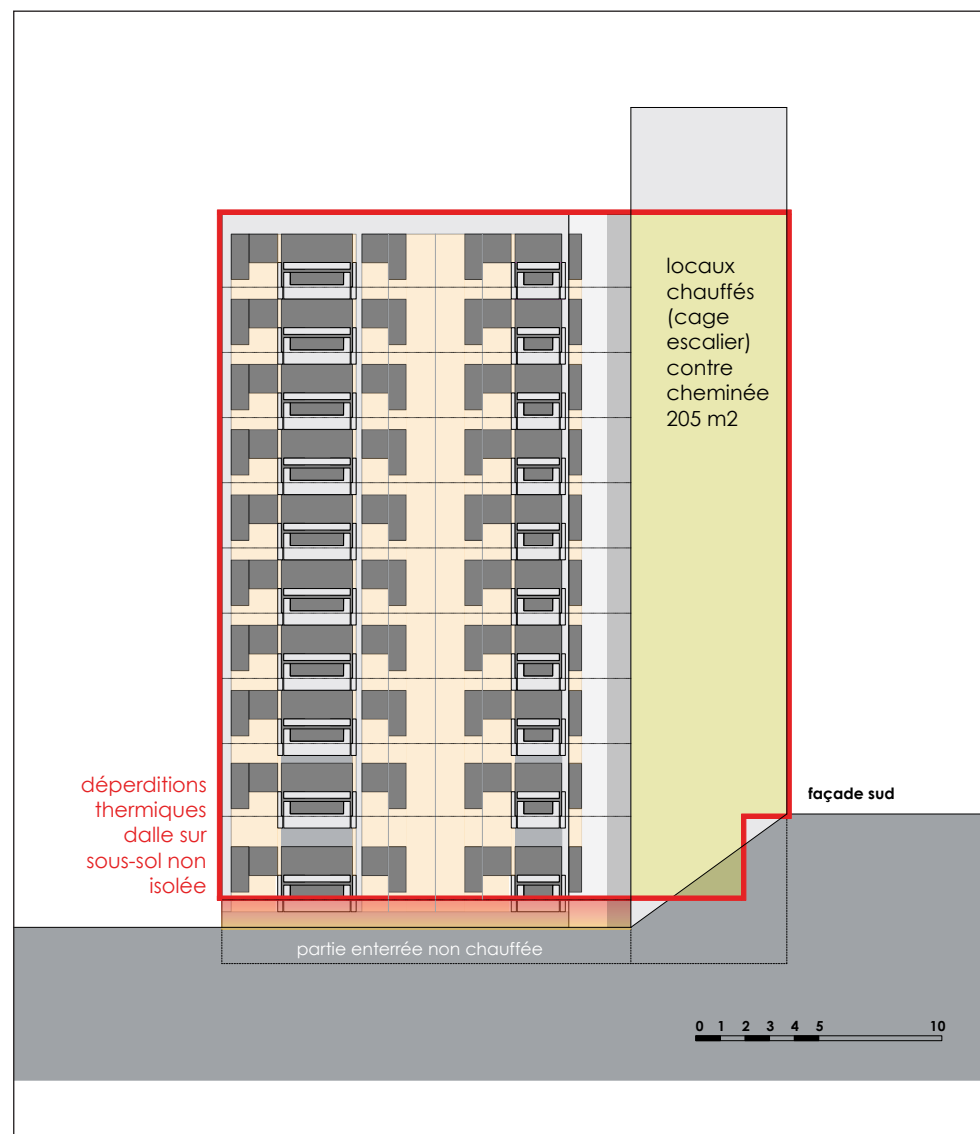 locaux
chauffés
(cage
escalier)
contre
cheminée
205 m2
déperditions
thermiques
dalle sur
sous-sol non
isolée
façade sud
partie enterrée non chauffée
0 1 2 3 4 5 10